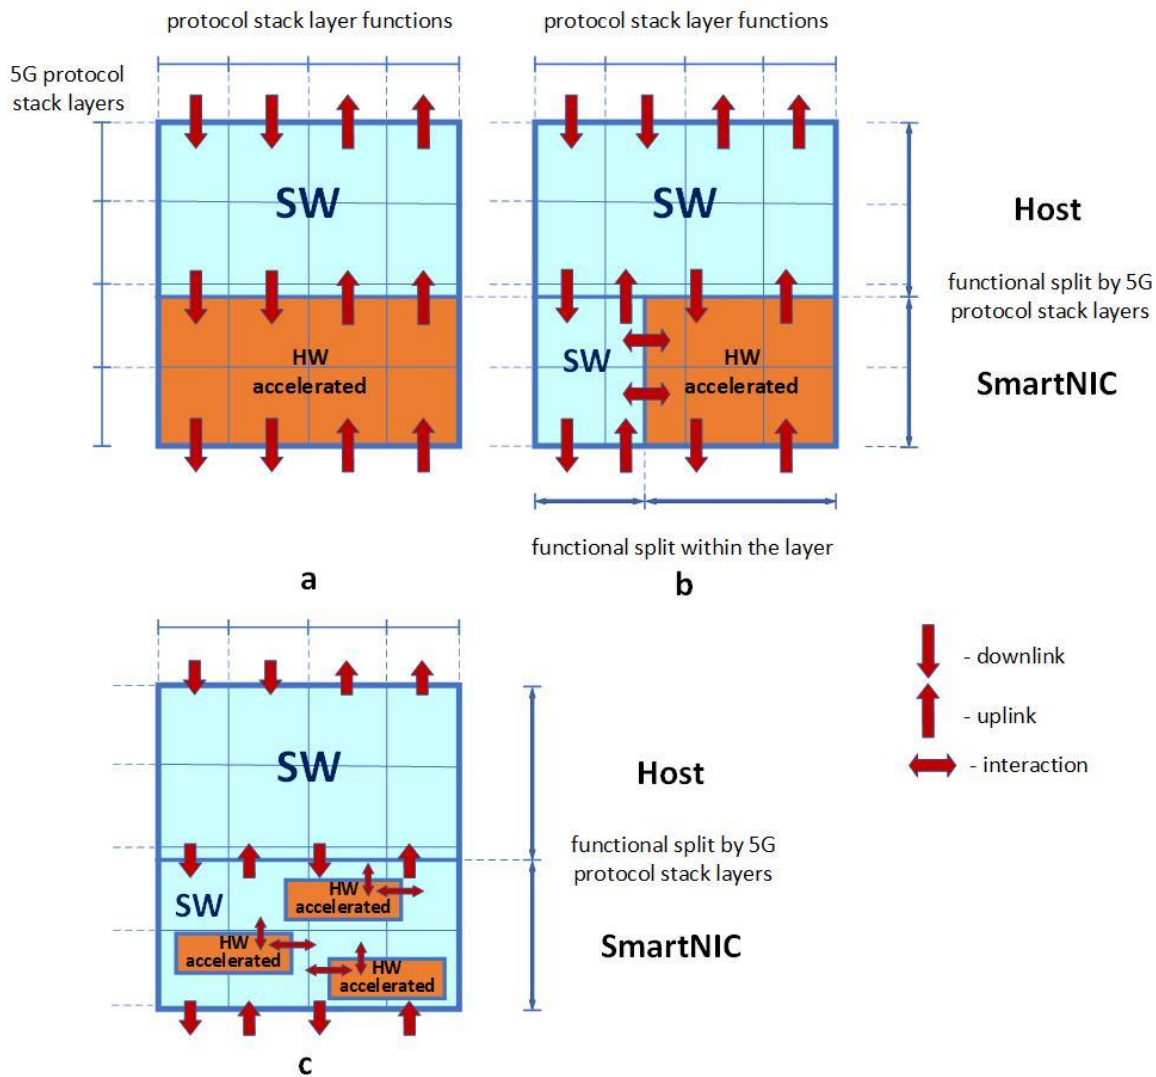 protocol stack layer functions
protocol stack layer functions
5G protocol
stack layers
SW
SW
Host
functional split by 5G
protocol stack layers
HW
accelerated
SW
HW
accelerated
SmartNIC
functional split within the layer
a
b
SW
Host
functional split by 5G
protocol stack layers
SW
HW
accelerated
HW
accelerated
HW
accelerated
SmartNIC
c
- downlink
- uplink
- interaction